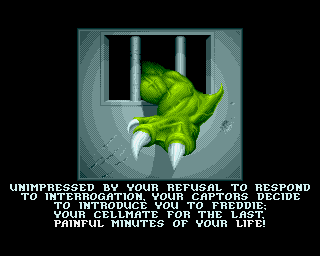 UNIMPRESSED BY YOUR REFUSAL TO RESPOND
TO INTERROGATION, YOUR CAPTORS DECIDE
TO INTRODUCE YOU TO FREDDIE;
YOUR CELLMATE FOR THE LAST,
PAINFUL MINUTES OF YOUR LIFE!